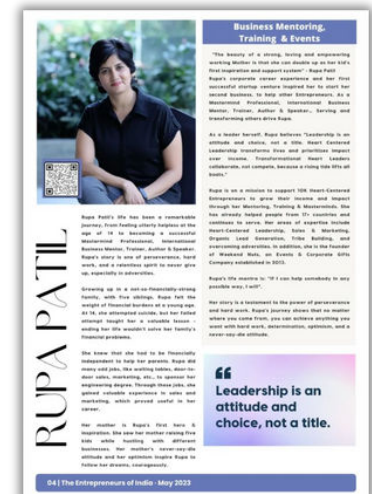 RUPA PATIL
Rupa Patil's life has been a remarkable
journey, from feeling utterly helpless at the
age of 14 to becoming a successful
Mastermind Professional, International
Business Mentor, Trainer, Author & Speaker.
Rupa's story is one of perseverance, hard
work, and a relentless spirit to never give
up, especially in adversities.
Growing up in a not-so-financially-strong
family, with five siblings, Rupa felt the
weight of financial burdens at a young age.
At 14, she attempted suicide, but her failed
attempt taught her a valuable lesson -
ending her life wouldn't solve her family's
financial problems.
She knew that she had to be financially
independent to help her parents. Rupa did
many odd jobs, like waiting tables, door-to-
door sales, marketing, etc., to sponsor her
engineering degree. Through these jobs, she
gained valuable experience in sales and
marketing, which proved useful in her
career.
Her mother is Rupa's first hero &
inspiration. She saw her mother raising five
kids while hustling with different
businesses. Her mother's never-say-die
attitude and her optimism inspire Rupa to
follow her dreams, courageously.
Business Mentoring,
Training & Events
"The beauty of a strong, loving and empowering
working Mother is that she can double up as her kid's
first inspiration and support system" - Rupa Patil
Rupa's corporate career experience and her first
successful startup venture inspired her to start her
second business, to help other Entrepreneurs. As a
Mastermind Professional, International Business
Mentor, Trainer, Author & Speaker., Serving and
transforming others drive Rupa.
As a leader herself, Rupa believes "Leadership is an
attitude and choice, not a title. Heart Centered
Leadership transforms lives and prioritizes impact
over income. Transformational Heart Leaders
collaborate, not compete, because a rising tide lifts all
boats."
Rupa is on a mission to support 10K Heart-Centered
Entrepreneurs to grow their income and impact
through her Mentoring, Training & Masterminds. She
has already helped people from 17+ countries and
continues to serve. Her areas of expertise include
Heart-Centered Leadership, Sales & Marketing,
Organic Lead Generation, Tribe Building, and
overcoming adversities. In addition, she is the founder
of Weekend Nuts, an Events & Corporate Gifts
Company established in 2013.
Rupa's life mantra is: "If I can help somebody in any
possible way, I will".
Her story is a testament to the power of perseverance
and hard work. Rupa's journey shows that no matter
where you come from, you can achieve anything you
want with hard work, determination, optimism, and a
never-say-die attitude.
“
Leadership is an
attitude and
choice, not a title.
04 | The Entrepreneurs of India - May 2023